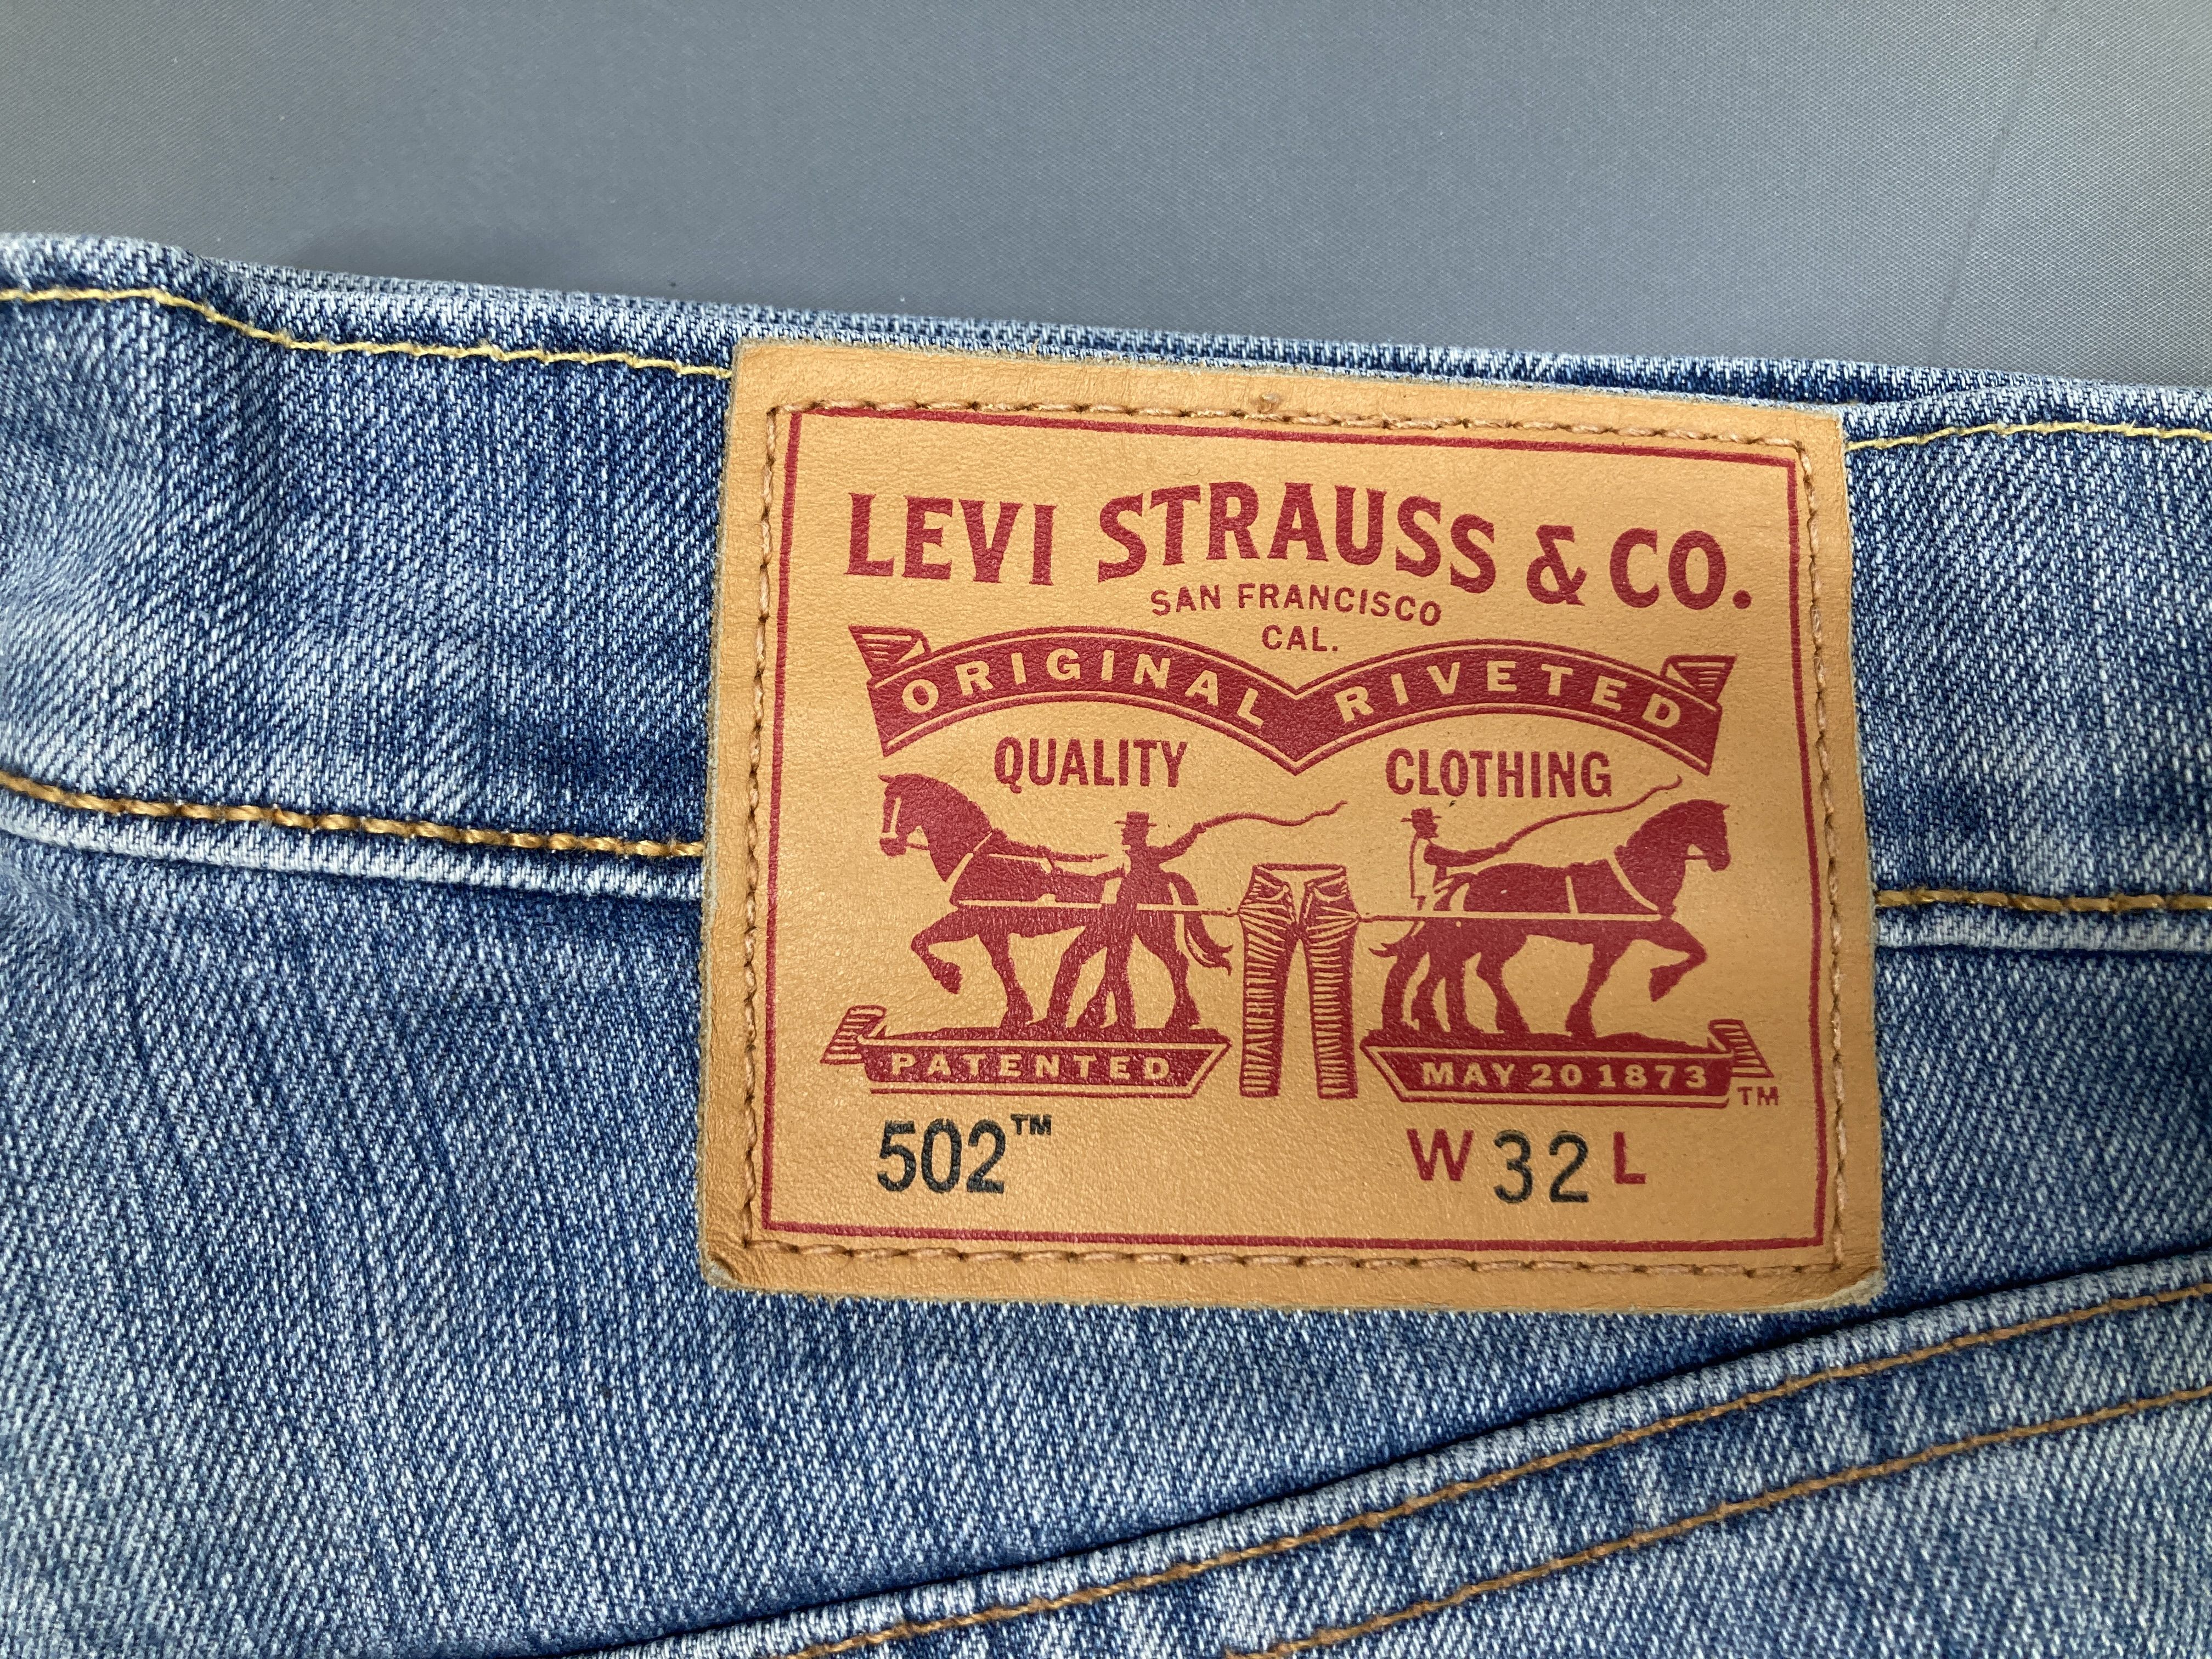 LEVI STRAUSS & CO.
SAN FRANCISCO
CAL.
ORIGINAL RIVETED
QUALITY CLOTHING
PATENTED MAY 20 1873 TM
502™ W 32 L